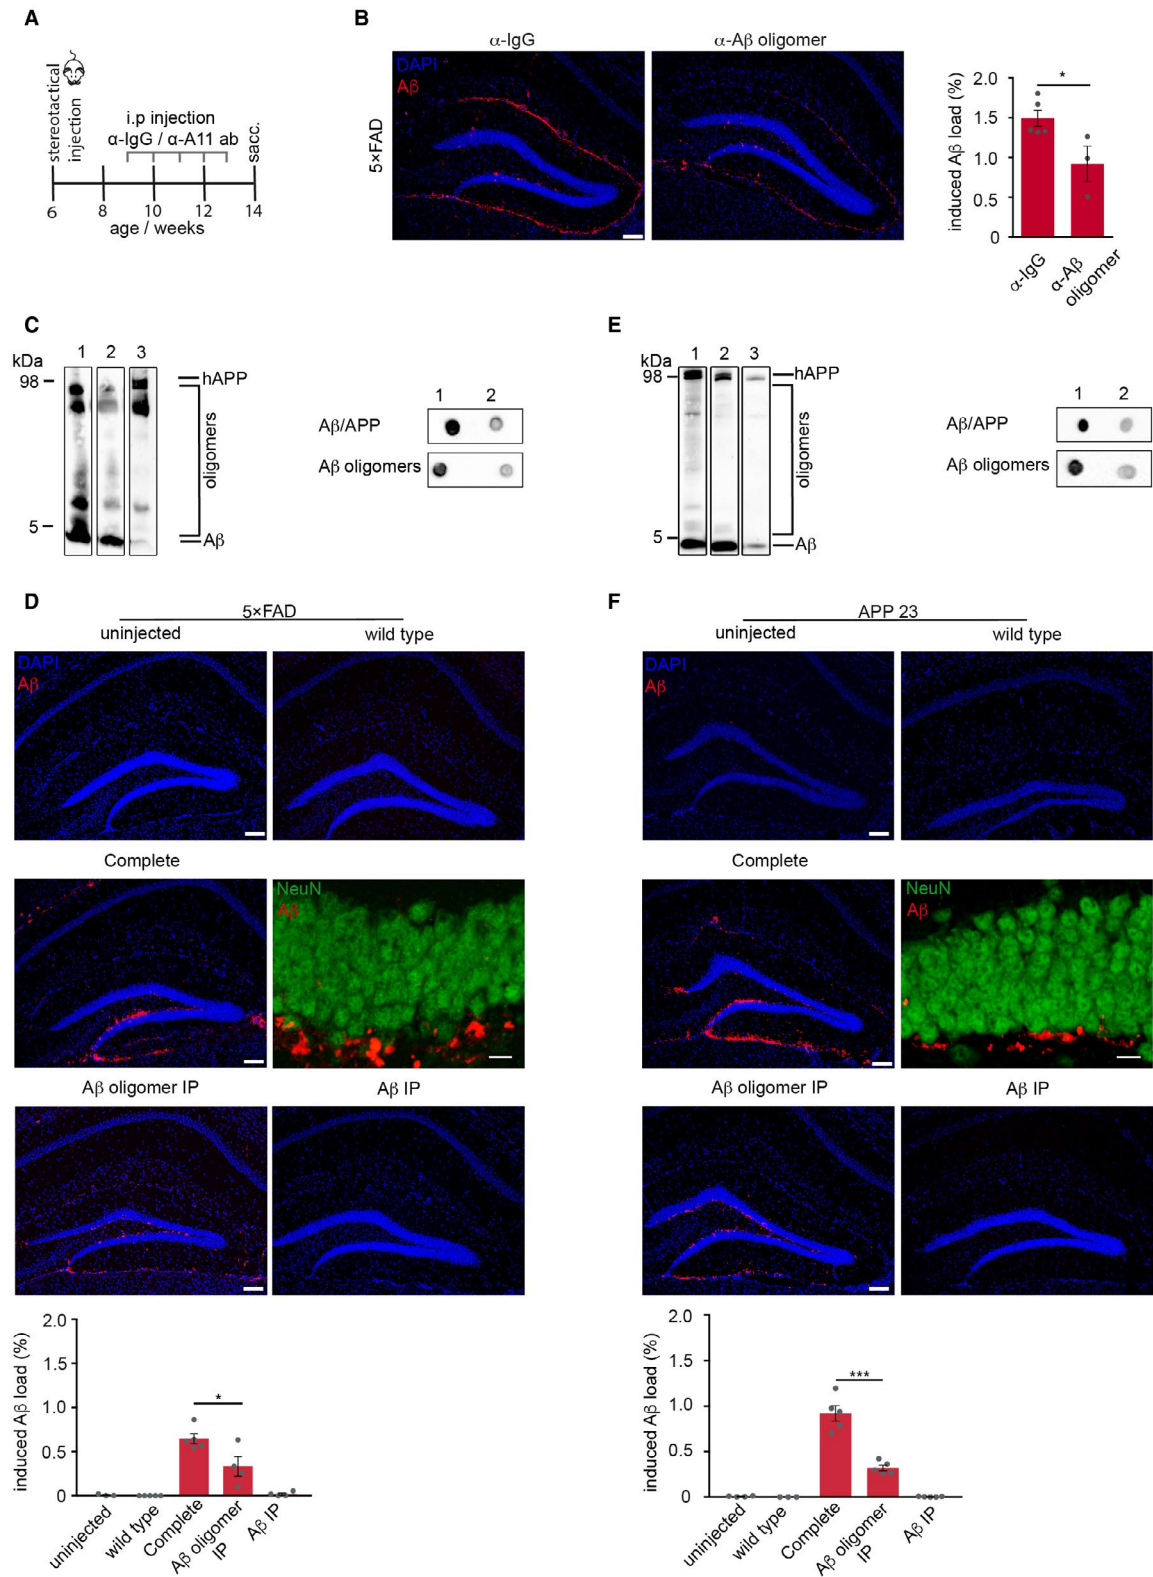 A
stereotactical
injection
i.p injection
α-IgG / α-A11 ab
sacc.
6
8
10
12
14
age / weeks
B
α-IgG
α-Aβ oligomer
DAPI
Aβ
5×FAD
induced Aβ load (%)
2.0
1.5
1.0
0.5
0
*
α-IgG
α-Aβ
oligomer
C
kDa
1
2
3
98
5
hAPP
oligomers
Aβ
1
2
Aβ/APP
Aβ oligomers
E
kDa
1
2
3
98
5
hAPP
oligomers
Aβ
1
2
Aβ/APP
Aβ oligomers
D
5×FAD
uninjected
wild type
DAPI
Aβ
Complete
NeuN
Aβ
Aβ oligomer IP
Aβ IP
induced Aβ load (%)
2.0
1.5
1.0
0.5
0
*
uninjected
wild type
Complete
Aβ oligomer
IP
Aβ IP
F
APP 23
uninjected
wild type
DAPI
Aβ
Complete
NeuN
Aβ
Aβ oligomer IP
Aβ IP
induced Aβ load (%)
2.0
1.5
1.0
0.5
0
***
uninjected
wild type
Complete
Aβ oligomer
IP
Aβ IP